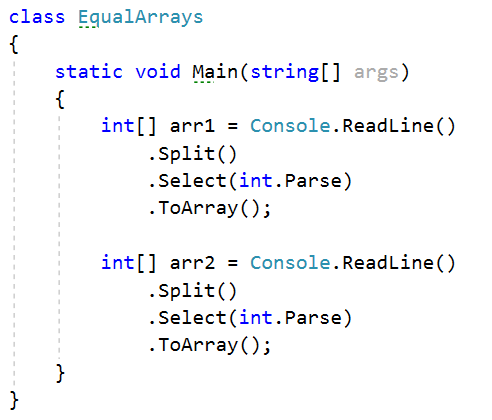 class EqualArrays
{
    static void Main(string[] args)
    {
        int[] arr1 = Console.ReadLine()
            .Split()
            .Select(int.Parse)
            .ToArray();

        int[] arr2 = Console.ReadLine()
            .Split()
            .Select(int.Parse)
            .ToArray();
    }
}